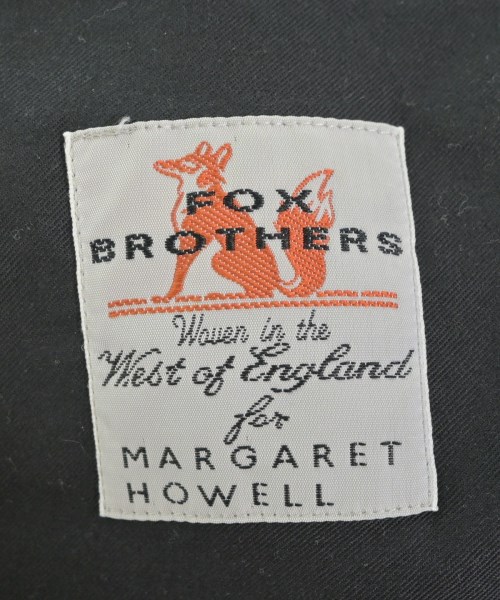 FOX
BROTHERS
Woven in the
West of England
for
MARGARET
HOWELL